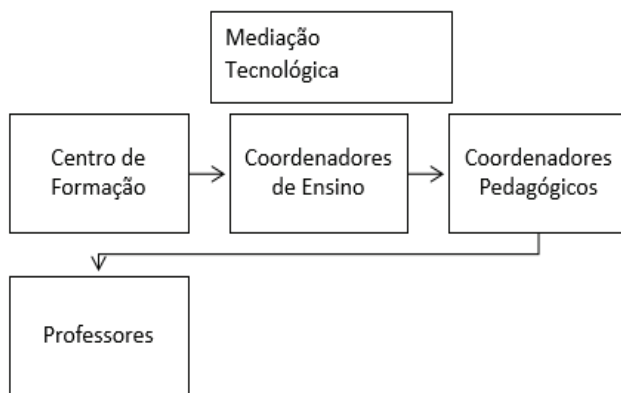 Mediação
Tecnológica
Centro de
Formação
Coordenadores
de Ensino
Coordenadores
Pedagógicos
Professores